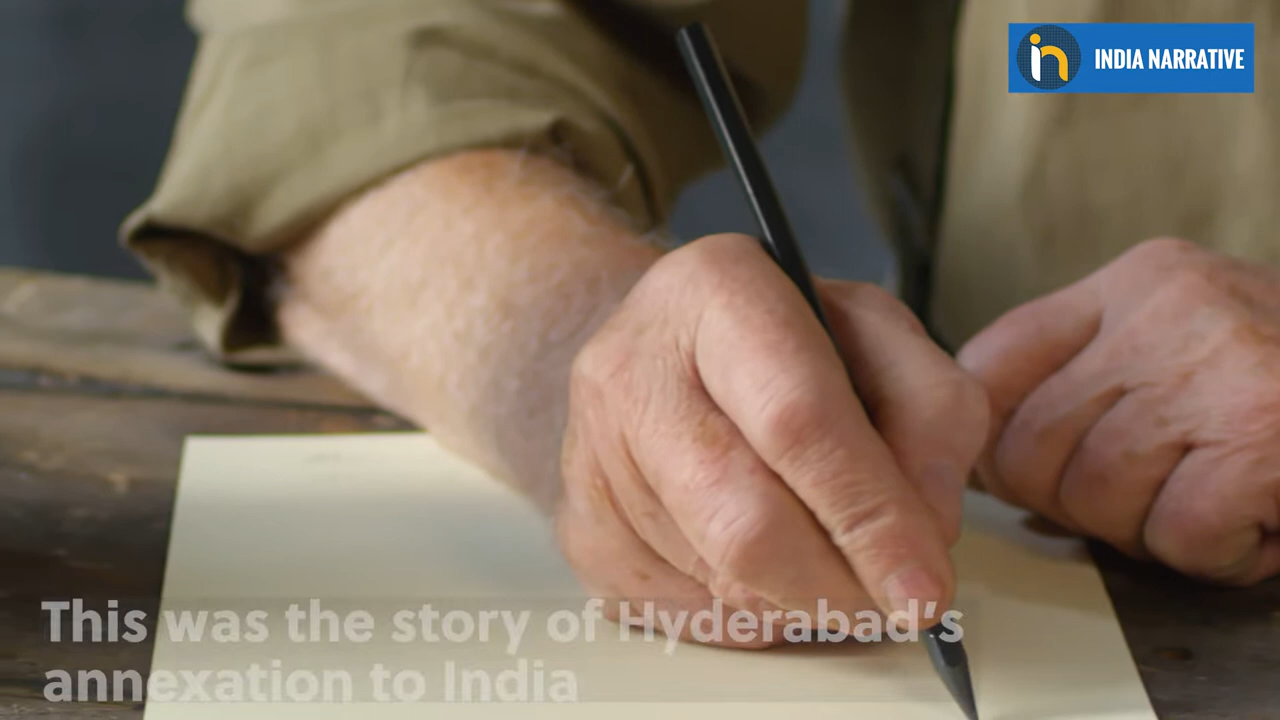 INDIA NARRATIVE
This was the story of Hyderabad’s
annexation to India